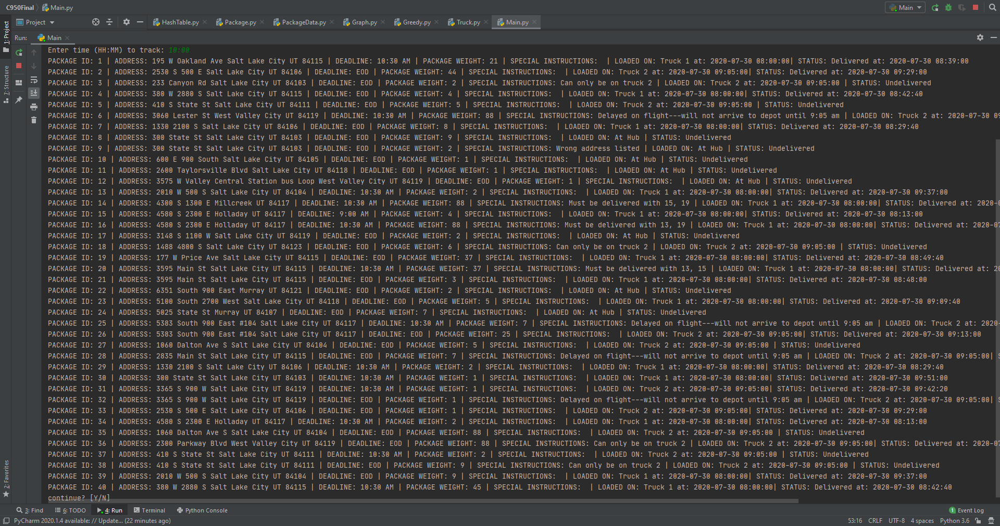 C950Final  Main.py
Main
Project
HashTable.py  Package.py  PackageData.py  Graph.py  Greedy.py  Truck.py  Main.py
1: Project
7: Structure
2: Favorites
Run:  Main
Enter time (HH:MM) to track: 10:00
PACKAGE ID: 1 | ADDRESS: 195 W Oakland Ave Salt Lake City UT 84115 | DEADLINE: 10:30 AM | PACKAGE WEIGHT: 21 | SPECIAL INSTRUCTIONS:  | LOADED ON: Truck 1 at: 2020-07-30 08:00:00| STATUS: Delivered at: 2020-07-30 08:39:00
PACKAGE ID: 2 | ADDRESS: 2530 S 500 E Salt Lake City UT 84106 | DEADLINE: EOD | PACKAGE WEIGHT: 44 | SPECIAL INSTRUCTIONS:  | LOADED ON: Truck 2 at: 2020-07-30 09:05:00| STATUS: Delivered at: 2020-07-30 09:29:00
PACKAGE ID: 3 | ADDRESS: 233 Canyon Rd Salt Lake City UT 84103 | DEADLINE: EOD | PACKAGE WEIGHT: 2 | SPECIAL INSTRUCTIONS: Can only be on truck 2 | LOADED ON: Truck 2 at: 2020-07-30 09:05:00 | STATUS: Undelivered
PACKAGE ID: 4 | ADDRESS: 380 W 2880 S Salt Lake City UT 84115 | DEADLINE: EOD | PACKAGE WEIGHT: 4 | SPECIAL INSTRUCTIONS:  | LOADED ON: Truck 1 at: 2020-07-30 08:00:00| STATUS: Delivered at: 2020-07-30 08:42:40
PACKAGE ID: 5 | ADDRESS: 410 S State St Salt Lake City UT 84111 | DEADLINE: EOD | PACKAGE WEIGHT: 5 | SPECIAL INSTRUCTIONS:  | LOADED ON: Truck 2 at: 2020-07-30 09:05:00 | STATUS: Undelivered
PACKAGE ID: 6 | ADDRESS: 3060 Lester St West Valley City UT 84119 | DEADLINE: 10:30 AM | PACKAGE WEIGHT: 88 | SPECIAL INSTRUCTIONS: Delayed on flight---will not arrive to depot until 9:05 am | LOADED ON: Truck 2 at: 2020-07-30 09
PACKAGE ID: 7 | ADDRESS: 1330 2100 S Salt Lake City UT 84106 | DEADLINE: EOD | PACKAGE WEIGHT: 8 | SPECIAL INSTRUCTIONS:  | LOADED ON: Truck 1 at: 2020-07-30 08:00:00| STATUS: Delivered at: 2020-07-30 08:29:40
PACKAGE ID: 8 | ADDRESS: 300 State St Salt Lake City UT 84103 | DEADLINE: EOD | PACKAGE WEIGHT: 9 | SPECIAL INSTRUCTIONS:  | LOADED ON: At Hub | STATUS: Undelivered
PACKAGE ID: 9 | ADDRESS: 300 State St Salt Lake City UT 84103 | DEADLINE: EOD | PACKAGE WEIGHT: 2 | SPECIAL INSTRUCTIONS: Wrong address listed | LOADED ON: At Hub | STATUS: Undelivered
PACKAGE ID: 10 | ADDRESS: 600 E 900 South Salt Lake City UT 84105 | DEADLINE: EOD | PACKAGE WEIGHT: 1 | SPECIAL INSTRUCTIONS:  | LOADED ON: At Hub | STATUS: Undelivered
PACKAGE ID: 11 | ADDRESS: 2600 Taylorsville Blvd Salt Lake City UT 84118 | DEADLINE: EOD | PACKAGE WEIGHT: 1 | SPECIAL INSTRUCTIONS:  | LOADED ON: At Hub | STATUS: Undelivered
PACKAGE ID: 12 | ADDRESS: 3575 W Valley Central Station bus Loop West Valley City UT 84119 | DEADLINE: EOD | PACKAGE WEIGHT: 1 | SPECIAL INSTRUCTIONS:  | LOADED ON: At Hub | STATUS: Undelivered
PACKAGE ID: 13 | ADDRESS: 2010 W 500 S Salt Lake City UT 84104 | DEADLINE: 10:30 AM | PACKAGE WEIGHT: 2 | SPECIAL INSTRUCTIONS:  | LOADED ON: Truck 1 at: 2020-07-30 08:00:00| STATUS: Delivered at: 2020-07-30 09:37:00
PACKAGE ID: 14 | ADDRESS: 4300 S 1300 E Millcreek UT 84117 | DEADLINE: 10:30 AM | PACKAGE WEIGHT: 88 | SPECIAL INSTRUCTIONS: Must be delivered with 15, 19 | LOADED ON: Truck 1 at: 2020-07-30 08:00:00| STATUS: Delivered at: 2020-0
PACKAGE ID: 15 | ADDRESS: 4580 S 2300 E Holladay UT 84117 | DEADLINE: 9:00 AM | PACKAGE WEIGHT: 4 | SPECIAL INSTRUCTIONS:  | LOADED ON: Truck 1 at: 2020-07-30 08:00:00| STATUS: Delivered at: 2020-07-30 08:13:00
PACKAGE ID: 16 | ADDRESS: 4580 S 2300 E Holladay UT 84117 | DEADLINE: 10:30 AM | PACKAGE WEIGHT: 88 | SPECIAL INSTRUCTIONS: Must be delivered with 13, 19 | LOADED ON: Truck 1 at: 2020-07-30 08:00:00| STATUS: Delivered at: 2020-07
PACKAGE ID: 17 | ADDRESS: 3148 S 1100 W Salt Lake City UT 84119 | DEADLINE: EOD | PACKAGE WEIGHT: 2 | SPECIAL INSTRUCTIONS:  | LOADED ON: At Hub | STATUS: Undelivered
PACKAGE ID: 18 | ADDRESS: 1488 4800 S Salt Lake City UT 84123 | DEADLINE: EOD | PACKAGE WEIGHT: 6 | SPECIAL INSTRUCTIONS: Can only be on truck 2 | LOADED ON: Truck 2 at: 2020-07-30 09:05:00 | STATUS: Undelivered
PACKAGE ID: 19 | ADDRESS: 177 W Price Ave Salt Lake City UT 84115 | DEADLINE: EOD | PACKAGE WEIGHT: 37 | SPECIAL INSTRUCTIONS:  | LOADED ON: Truck 1 at: 2020-07-30 08:00:00| STATUS: Delivered at: 2020-07-30 08:49:40
PACKAGE ID: 20 | ADDRESS: 3595 Main St Salt Lake City UT 84115 | DEADLINE: 10:30 AM | PACKAGE WEIGHT: 37 | SPECIAL INSTRUCTIONS: Must be delivered with 13, 15 | LOADED ON: Truck 1 at: 2020-07-30 08:00:00| STATUS: Delivered at: 20
PACKAGE ID: 21 | ADDRESS: 3595 Main St Salt Lake City UT 84115 | DEADLINE: EOD | PACKAGE WEIGHT: 3 | SPECIAL INSTRUCTIONS:  | LOADED ON: Truck 1 at: 2020-07-30 08:00:00| STATUS: Delivered at: 2020-07-30 08:48:00
PACKAGE ID: 22 | ADDRESS: 6351 South 900 East Murray UT 84121 | DEADLINE: EOD | PACKAGE WEIGHT: 2 | SPECIAL INSTRUCTIONS:  | LOADED ON: At Hub | STATUS: Undelivered
PACKAGE ID: 23 | ADDRESS: 5100 South 2700 West Salt Lake City UT 84118 | DEADLINE: EOD | PACKAGE WEIGHT: 5 | SPECIAL INSTRUCTIONS:  | LOADED ON: Truck 1 at: 2020-07-30 08:00:00| STATUS: Delivered at: 2020-07-30 09:09:40
PACKAGE ID: 24 | ADDRESS: 5025 State St Murray UT 84107 | DEADLINE: EOD | PACKAGE WEIGHT: 7 | SPECIAL INSTRUCTIONS:  | LOADED ON: At Hub | STATUS: Undelivered
PACKAGE ID: 25 | ADDRESS: 5383 South 900 East #104 Salt Lake City UT 84117 | DEADLINE: 10:30 AM | PACKAGE WEIGHT: 7 | SPECIAL INSTRUCTIONS: Delayed on flight---will not arrive to depot until 9:05 am | LOADED ON: Truck 2 at: 2020-
PACKAGE ID: 26 | ADDRESS: 5383 South 900 East #104 Salt Lake City UT 84117 | DEADLINE: EOD | PACKAGE WEIGHT: 25 | SPECIAL INSTRUCTIONS:  | LOADED ON: Truck 2 at: 2020-07-30 09:05:00| STATUS: Delivered at: 2020-07-30 09:13:00
PACKAGE ID: 27 | ADDRESS: 1060 Dalton Ave S Salt Lake City UT 84104 | DEADLINE: EOD | PACKAGE WEIGHT: 5 | SPECIAL INSTRUCTIONS:  | LOADED ON: Truck 2 at: 2020-07-30 09:05:00 | STATUS: Undelivered
PACKAGE ID: 28 | ADDRESS: 2835 Main St Salt Lake City UT 84115 | DEADLINE: EOD | PACKAGE WEIGHT: 7 | SPECIAL INSTRUCTIONS: Delayed on flight---will not arrive to depot until 9:05 am | LOADED ON: Truck 2 at: 2020-07-30 09:05:00| S
PACKAGE ID: 29 | ADDRESS: 1330 2100 S Salt Lake City UT 84106 | DEADLINE: 10:30 AM | PACKAGE WEIGHT: 2 | SPECIAL INSTRUCTIONS:  | LOADED ON: Truck 1 at: 2020-07-30 08:00:00| STATUS: Delivered at: 2020-07-30 08:29:40
PACKAGE ID: 30 | ADDRESS: 300 State St Salt Lake City UT 84103 | DEADLINE: 10:30 AM | PACKAGE WEIGHT: 1 | SPECIAL INSTRUCTIONS:  | LOADED ON: Truck 1 at: 2020-07-30 08:00:00| STATUS: Delivered at: 2020-07-30 09:51:00
PACKAGE ID: 31 | ADDRESS: 3365 S 900 W Salt Lake City UT 84119 | DEADLINE: 10:30 AM | PACKAGE WEIGHT: 1 | SPECIAL INSTRUCTIONS:  | LOADED ON: Truck 2 at: 2020-07-30 09:05:00| STATUS: Delivered at: 2020-07-30 09:42:20
PACKAGE ID: 32 | ADDRESS: 3365 S 900 W Salt Lake City UT 84119 | DEADLINE: EOD | PACKAGE WEIGHT: 1 | SPECIAL INSTRUCTIONS: Delayed on flight---will not arrive to depot until 9:05 am | LOADED ON: Truck 2 at: 2020-07-30 09:05:00| S
PACKAGE ID: 33 | ADDRESS: 2530 S 500 E Salt Lake City UT 84106 | DEADLINE: EOD | PACKAGE WEIGHT: 1 | SPECIAL INSTRUCTIONS:  | LOADED ON: Truck 2 at: 2020-07-30 09:05:00| STATUS: Delivered at: 2020-07-30 09:29:00
PACKAGE ID: 34 | ADDRESS: 4580 S 2300 E Holladay UT 84117 | DEADLINE: 10:30 AM | PACKAGE WEIGHT: 2 | SPECIAL INSTRUCTIONS:  | LOADED ON: Truck 1 at: 2020-07-30 08:00:00| STATUS: Delivered at: 2020-07-30 08:13:00
PACKAGE ID: 35 | ADDRESS: 1060 Dalton Ave S Salt Lake City UT 84104 | DEADLINE: EOD | PACKAGE WEIGHT: 88 | SPECIAL INSTRUCTIONS:  | LOADED ON: Truck 2 at: 2020-07-30 09:05:00 | STATUS: Undelivered
PACKAGE ID: 36 | ADDRESS: 2300 Parkway Blvd West Valley City UT 84119 | DEADLINE: EOD | PACKAGE WEIGHT: 88 | SPECIAL INSTRUCTIONS: Can only be on truck 2 | LOADED ON: Truck 2 at: 2020-07-30 09:05:00| STATUS: Delivered at: 2020-07
PACKAGE ID: 37 | ADDRESS: 410 S State St Salt Lake City UT 84111 | DEADLINE: 10:30 AM | PACKAGE WEIGHT: 2 | SPECIAL INSTRUCTIONS:  | LOADED ON: Truck 2 at: 2020-07-30 09:05:00 | STATUS: Undelivered
PACKAGE ID: 38 | ADDRESS: 410 S State St Salt Lake City UT 84111 | DEADLINE: EOD | PACKAGE WEIGHT: 9 | SPECIAL INSTRUCTIONS: Can only be on truck 2 | LOADED ON: Truck 2 at: 2020-07-30 09:05:00 | STATUS: Undelivered
PACKAGE ID: 39 | ADDRESS: 2010 W 500 S Salt Lake City UT 84104 | DEADLINE: EOD | PACKAGE WEIGHT: 9 | SPECIAL INSTRUCTIONS:  | LOADED ON: Truck 1 at: 2020-07-30 08:00:00| STATUS: Delivered at: 2020-07-30 09:37:00
PACKAGE ID: 40 | ADDRESS: 380 W 2880 S Salt Lake City UT 84115 | DEADLINE: 10:30 AM | PACKAGE WEIGHT: 45 | SPECIAL INSTRUCTIONS:  | LOADED ON: Truck 1 at: 2020-07-30 08:00:00| STATUS: Delivered at: 2020-07-30 08:42:40
continue? [Y/N]
3: Find  6: TODO  4: Run  Terminal  Python Console  1 Event Log
PyCharm 2020.1.4 available: // Update... (22 minutes ago)  53:16  CRLF  UTF-8  4 spaces  Python 3.6